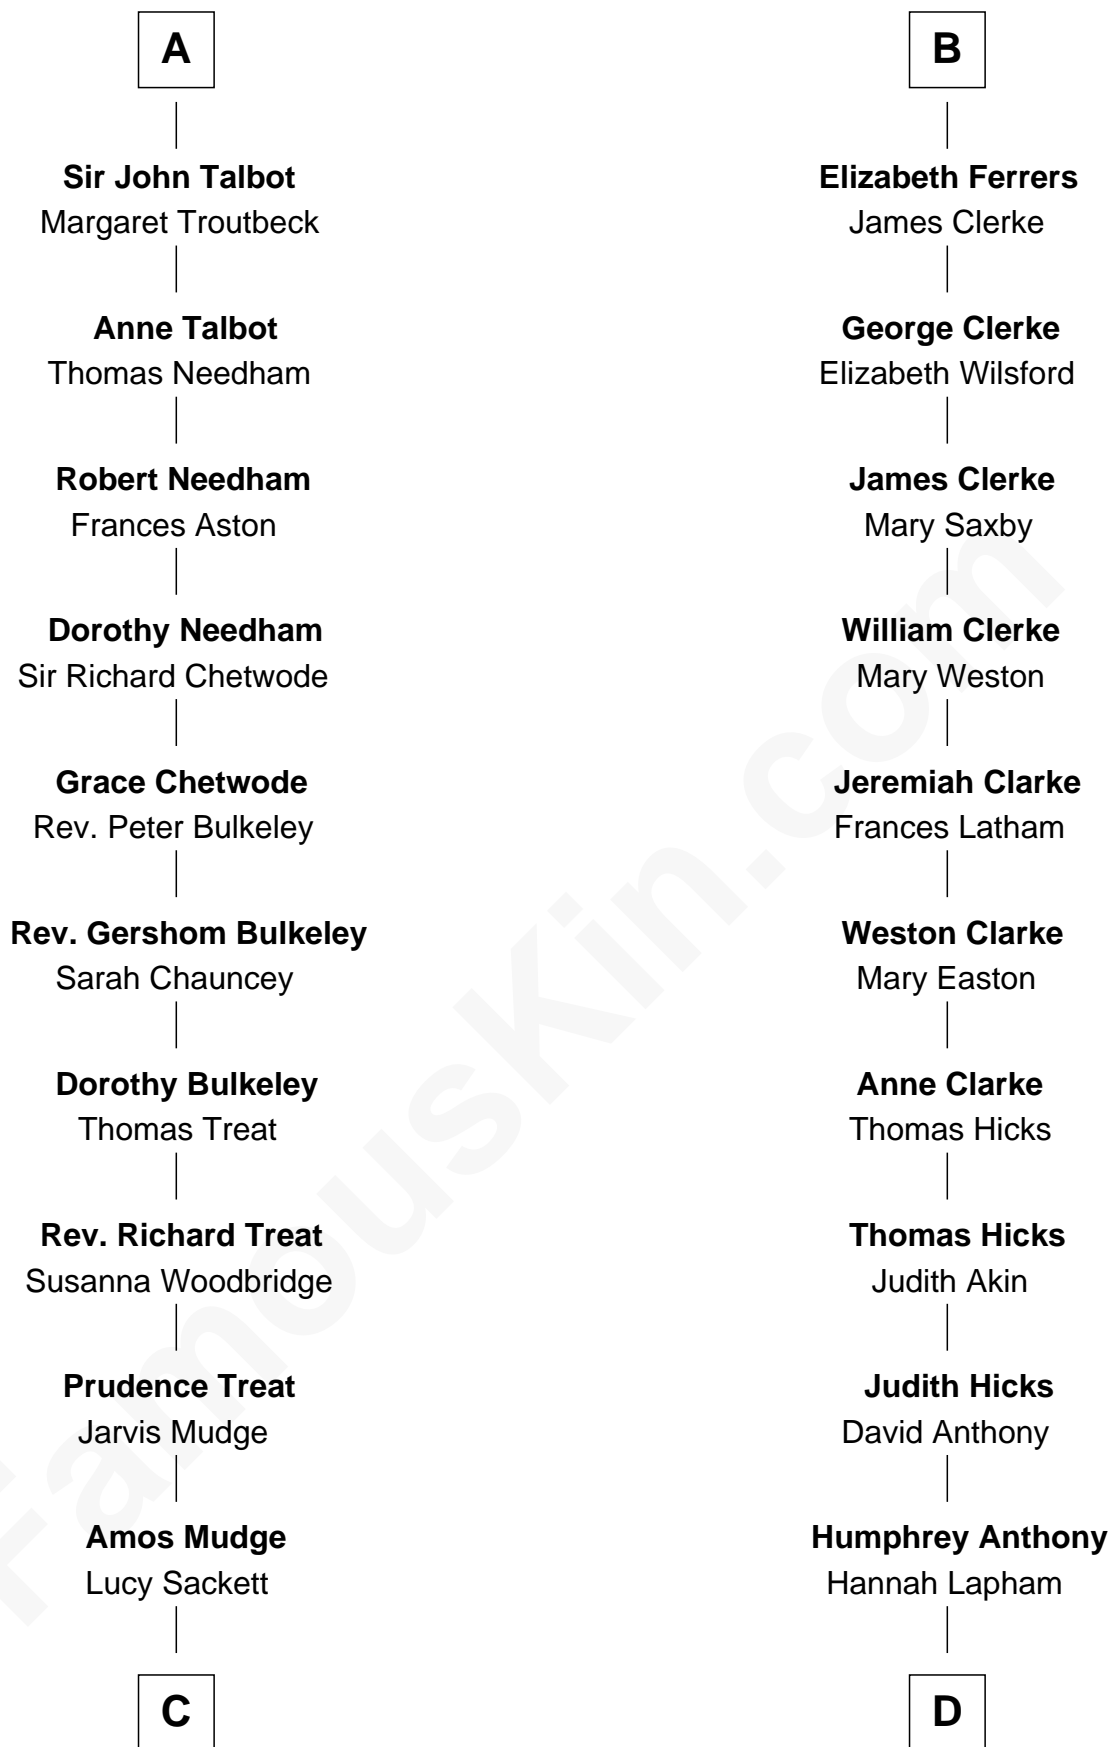 A
Sir John Talbot
Margaret Troutbeck
Anne Talbot
Thomas Needham
Robert Needham
Frances Aston
Dorothy Needham
Sir Richard Chetwode
Grace Chetwode
Rev. Peter Bulkeley
Rev. Gershom Bulkeley
Sarah Chauncey
Dorothy Bulkeley
Thomas Treat
Rev. Richard Treat
Susanna Woodbridge
Prudence Treat
Jarvis Mudge
Amos Mudge
Lucy Sackett
C
B
Elizabeth Ferrers
James Clerke
George Clerke
Elizabeth Wilsford
James Clerke
Mary Saxby
William Clerke
Mary Weston
Jeremiah Clarke
Frances Latham
Weston Clarke
Mary Easton
Anne Clarke
Thomas Hicks
Thomas Hicks
Judith Akin
Judith Hicks
David Anthony
Humphrey Anthony
Hannah Lapham
D
FamousKin.com